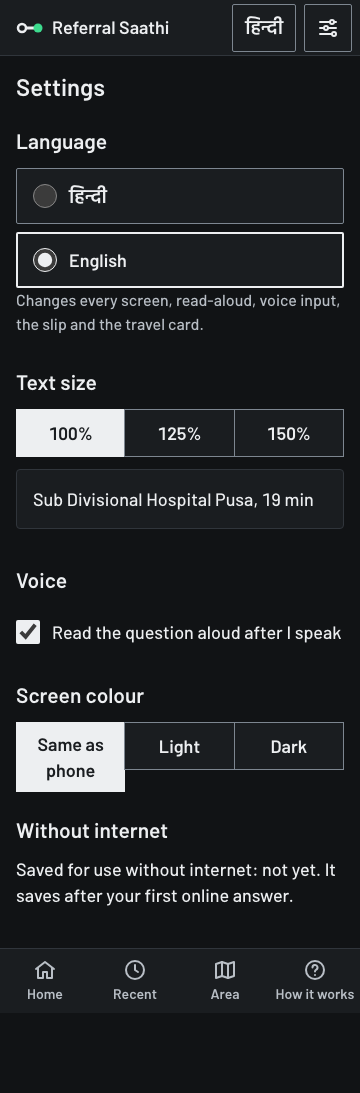 Referral Saathi
हिन्दी
Settings
Language
हिन्दी
English
Changes every screen, read-aloud, voice input,
the slip and the travel card.
Text size
100%
125%
150%
Sub Divisional Hospital Pusa, 19 min
Voice
Read the question aloud after I speak
Screen colour
Same as
phone
Light
Dark
Without internet
Saved for use without internet: not yet. It
saves after your first online answer.
Home
Recent
Area
How it works